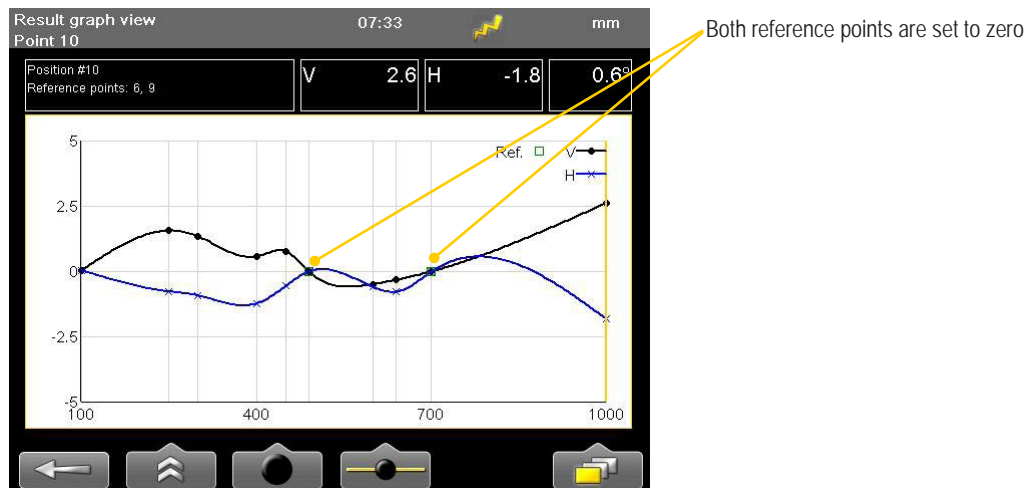 Result graph view 07:33 mm
Point 10
Both reference points are set to zero
Position #10
Reference points: 6, 9
V 2.6 H -1.8 0.6°
5
Ref. V
H
2.5
0
-2.5
-5
100 400 700 1000